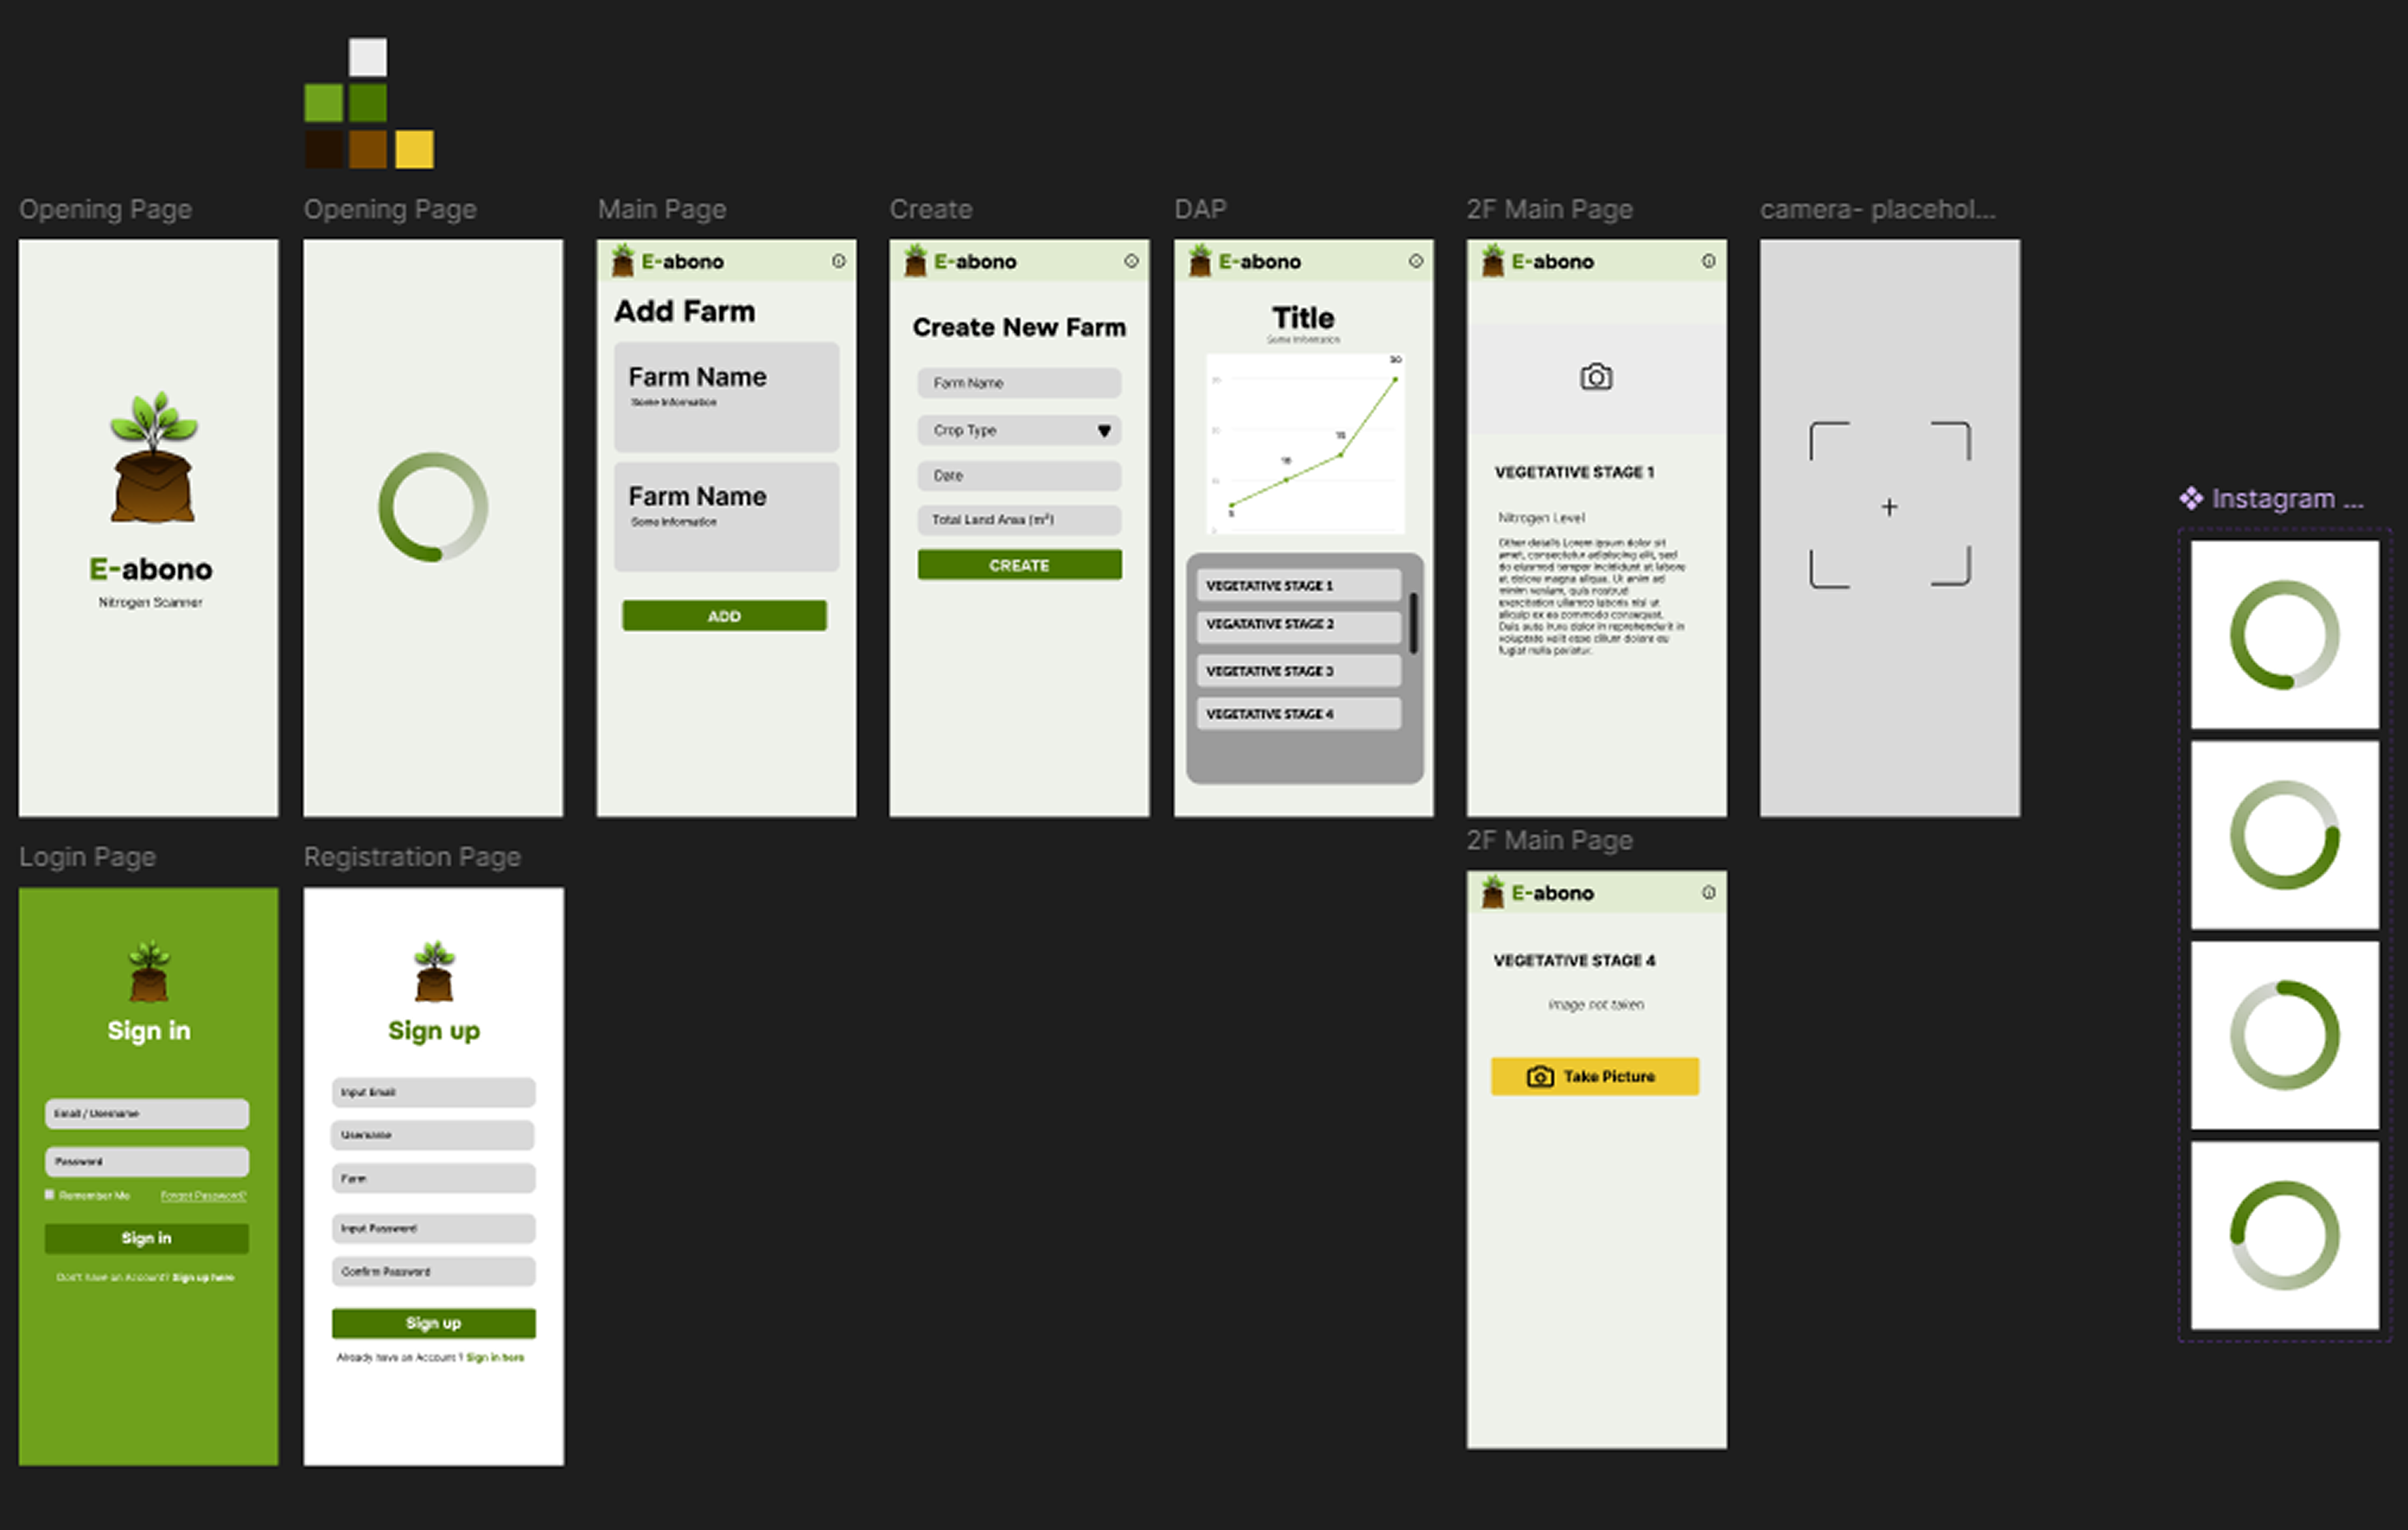 Opening Page
Opening Page
Main Page
Create
DAP
2F Main Page
camera- placehol...
E-abono
Nitrogen Scanner
E-abono
Add Farm
Farm Name
Some Information
Farm Name
Some Information
ADD
E-abono
Create New Farm
Farm Name
Crop Type
Date
Total Land Area (m²)
CREATE
E-abono
Title
Some Information
30
15
5
VEGETATIVE STAGE 1
VEGATATIVE STAGE 2
VEGETATIVE STAGE 3
VEGETATIVE STAGE 4
E-abono
VEGETATIVE STAGE 1
Nitrogen Level
Other details Lorem ipsum dolor sit
amet, consectetur adipiscing elit, sed
do eiusmod tempor incididunt ut labore
et dolore magna aliqua. Ut enim ad
minim veniam, quis nostrud
exercitation ullamco laboris nisi ut
aliquip ex ea commodo consequat.
Duis aute irure dolor in reprehenderit in
voluptate velit esse cillum dolore eu
fugiat nulla pariatur.
Instagram ...
Login Page
Sign in
Email / Username
Password
Remember Me
Forgot Password?
Sign in
Don't have an Account? Sign up here
Registration Page
Sign up
Input Email
Username
Farm
Input Password
Confirm Password
Sign up
Already have an Account ? Sign in here
2F Main Page
E-abono
VEGETATIVE STAGE 4
Image not taken
Take Picture